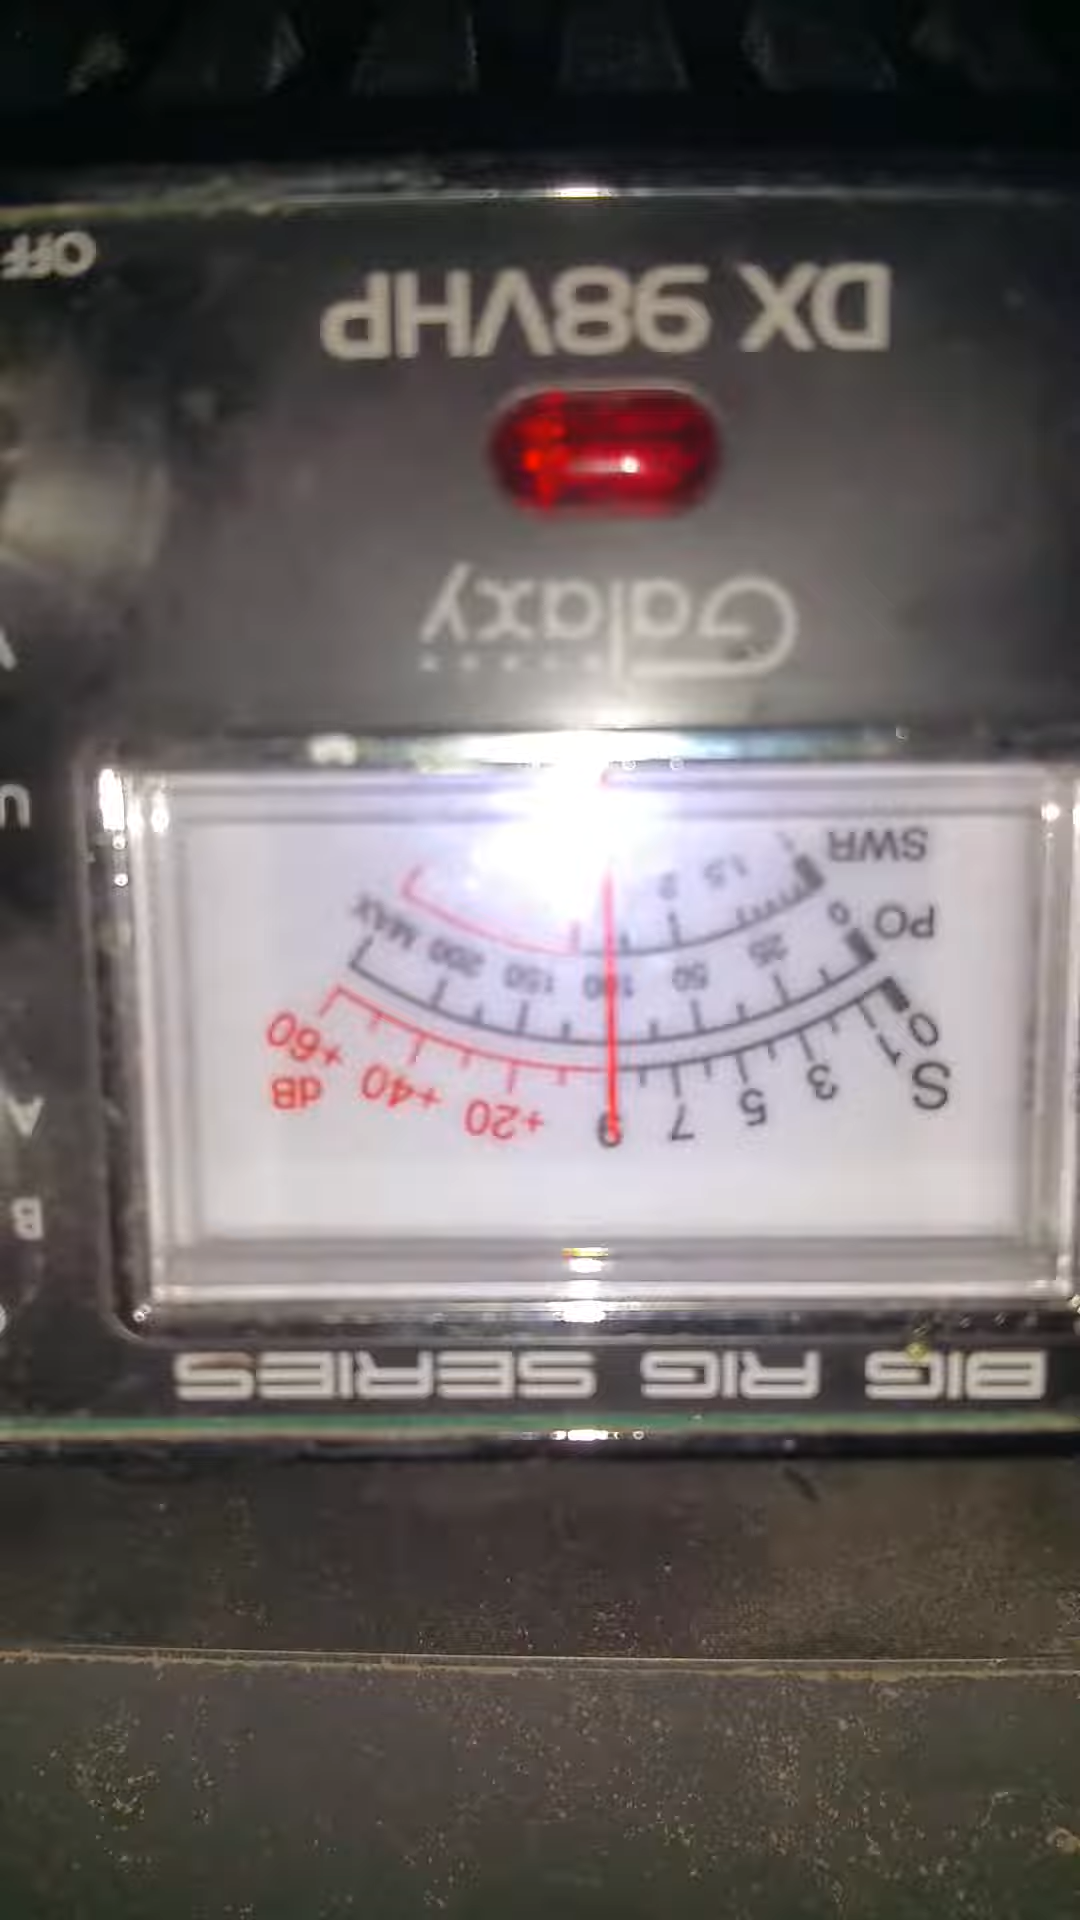 BIG RIG SERIES
S 0 1 3 5 7 9 +20 +40 +60 dB
PO 0 25 50 100 150 200 MAX
SWR 1.5 2
Galaxy
DX 98VHP
OFF
B
A